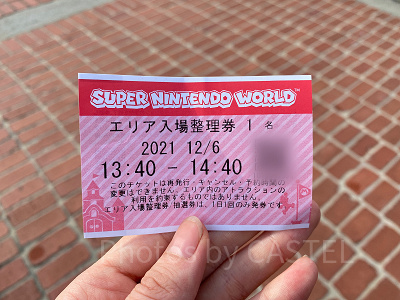 SUPER NINTENDO WORLD™
エリア入場整理券 1 名
2021 12/6
13:40 - 14:40
このチケットは再発行・キャンセル・予約時間の
変更はできません。エリア内のアトラクションの
利用を約束するものではありません。
エリア入場整理券・抽選券は、1日1回のみ発券です
Photos by CASTEL